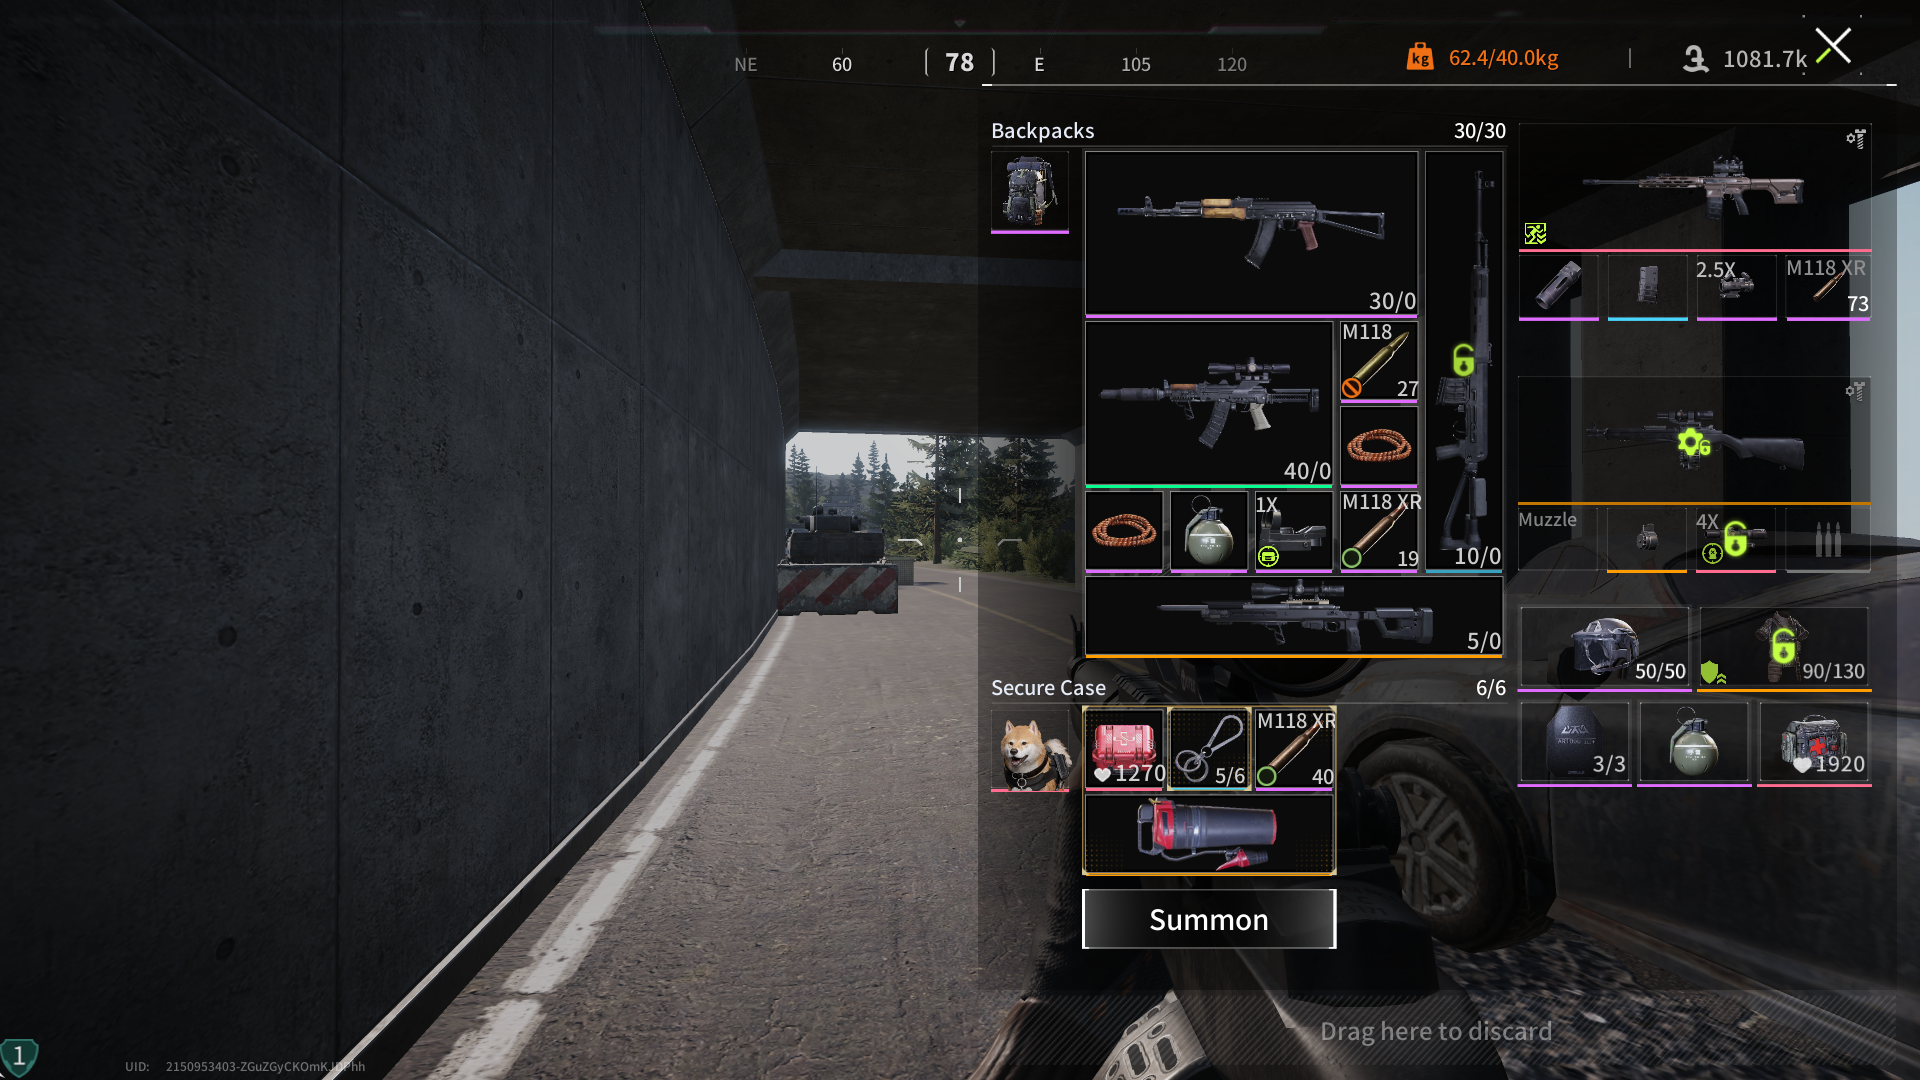 NE
60
78
E
105
120
kg
62.4/40.0kg
1081.7k
Backpacks
30/30
30/0
M118
27
40/0
1X
M118 XR
19
10/0
5/0
2.5X
M118 XR
73
Muzzle
4X
50/50
90/130
3/3
1920
Secure Case
6/6
1270
5/6
M118 XR
40
Summon
Drag here to discard
1
UID: